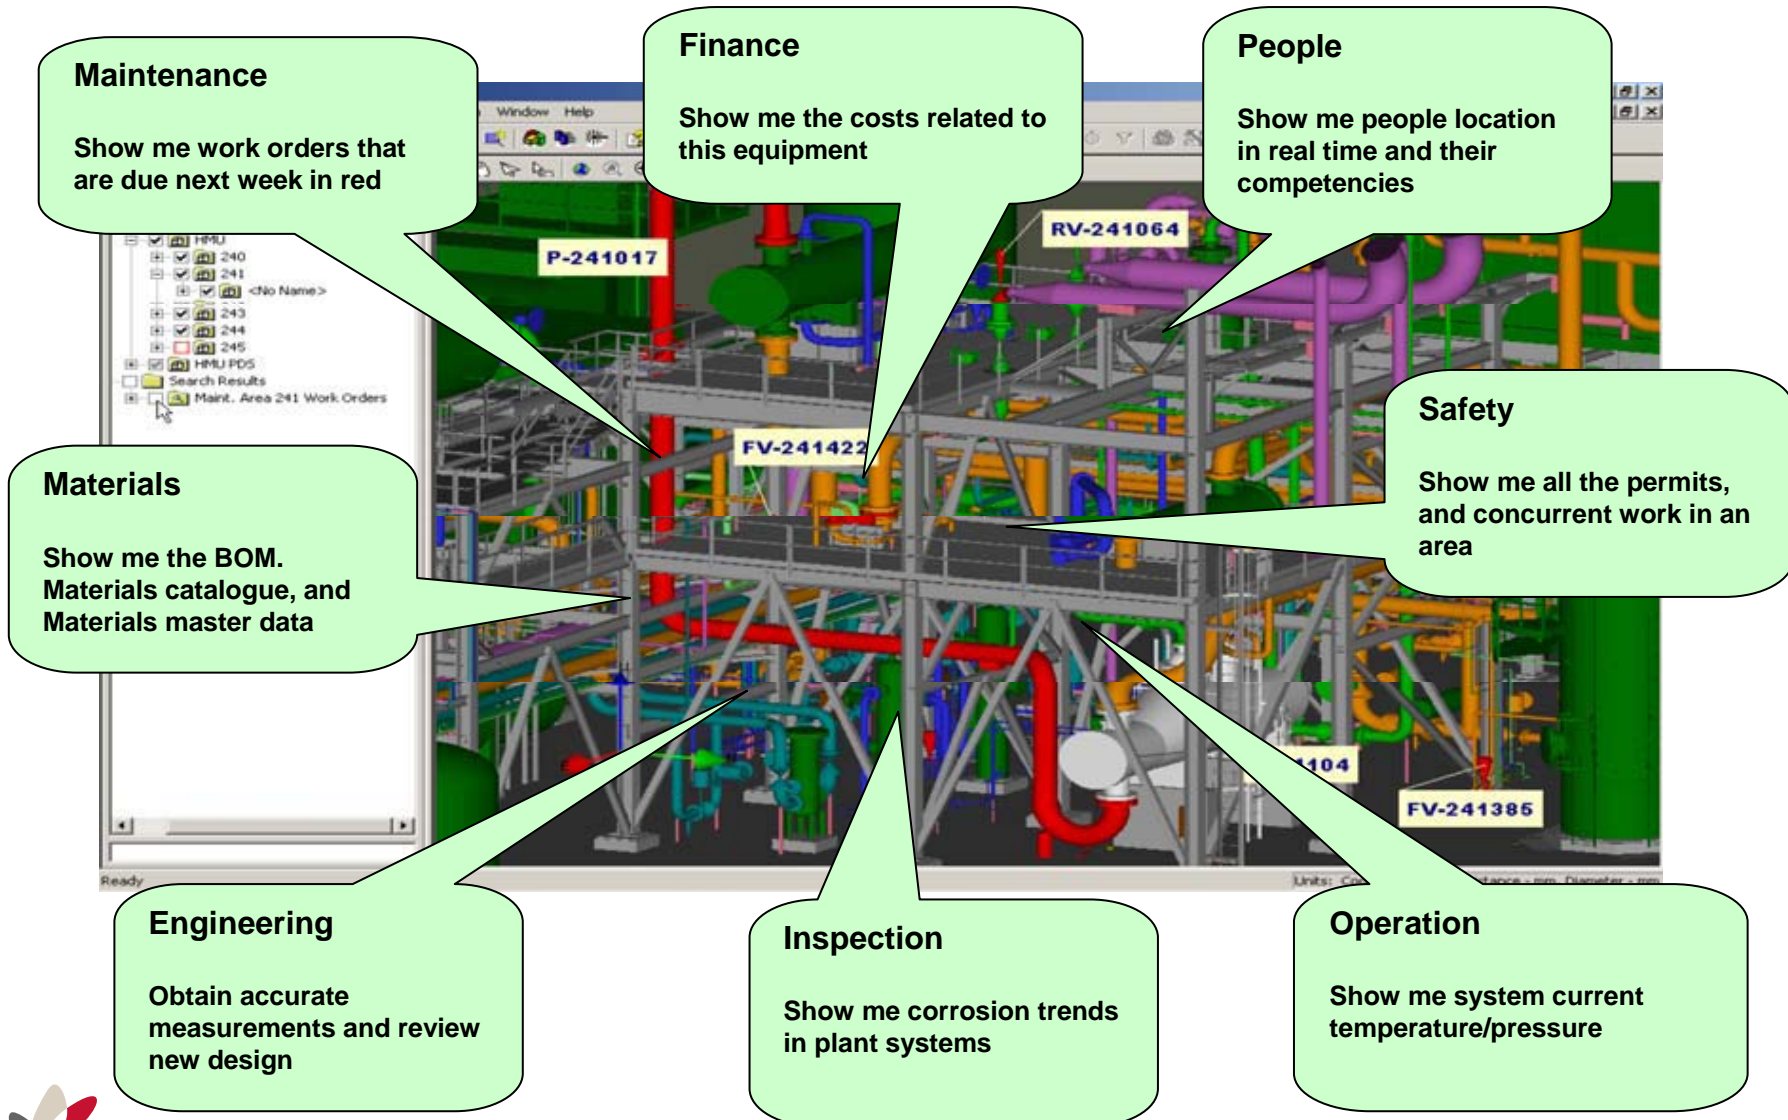 Maintenance
Show me work orders that
are due next week in red
Finance
Show me the costs related to
this equipment
People
Show me people location
in real time and their
competencies
Window Help
HMU
240
241
<No Name>
243
244
245
HMU PDS
Search Results
Maint. Area 241 Work Orders
P-241017
RV-241064
FV-241422
Safety
Show me all the permits,
and concurrent work in an
area
Materials
Show me the BOM.
Materials catalogue, and
Materials master data
1104
FV-241385
Ready
Units:
mm, Diameter - mm
Engineering
Obtain accurate
measurements and review
new design
Inspection
Show me corrosion trends
in plant systems
Operation
Show me system current
temperature/pressure